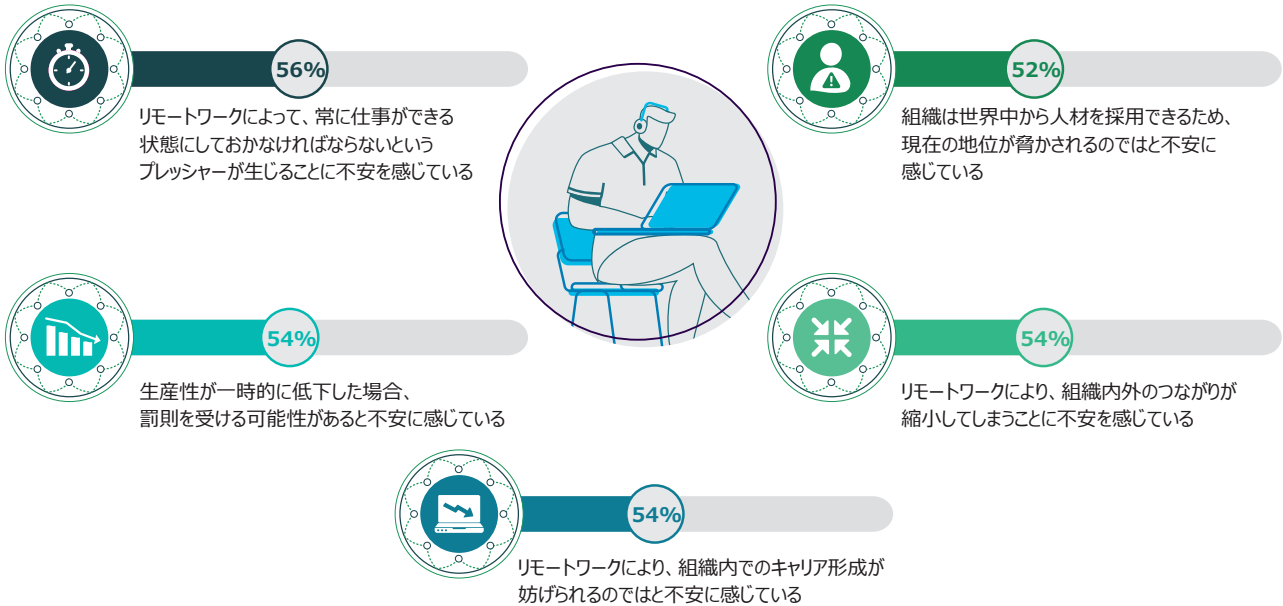 56%
リモートワークによって、常に仕事ができる
状態にしておかなければならないという
プレッシャーが生じることに不安を感じている
52%
組織は世界中から人材を採用できるため、
現在の地位が脅かされるのではと不安に
感じている
54%
生産性が一時的に低下した場合、
罰則を受ける可能性があると不安に感じている
54%
リモートワークにより、組織内外のつながりが
縮小してしまうことに不安を感じている
54%
リモートワークにより、組織内でのキャリア形成が
妨げられるのではと不安に感じている